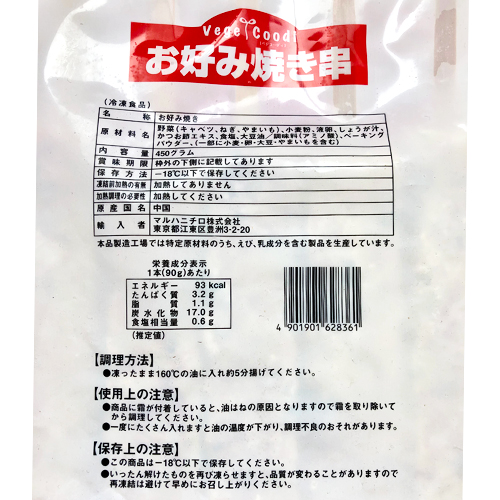 Vege Good
お好み焼き串
(冷凍食品)
名称 お好み焼き
原材料名 野菜(キャベツ、ねぎ、やまいも)、小麦粉、液卵、しょうが汁、
かつお節エキス、食塩、大豆油/調味料(アミノ酸)、ベーキング
パウダー、(一部に小麦・卵・大豆・やまいもを含む)
内容量 450グラム
賞味期限 枠外の下側に記載してあります
保存方法 −18℃以下で保存してください
凍結前加熱の有無 加熱してありません
加熱調理の必要性 加熱してください
原産国名 中国
輸入者 マルハニチロ株式会社
東京都江東区豊洲3-2-20
本品製造工場では特定原材料のうち、えび、乳成分を含む製品を生産しています。
栄養成分表示
1本(90g)あたり
エネルギー 93kcal
たんぱく質 3.2g
脂質 1.1g
炭水化物 17.0g
食塩相当量 0.6g
(推定値)
4 901901 628361
【調理方法】
●凍ったまま160℃の油に入れ約5分揚げてください。
【使用上の注意】
●商品に霜が付着していると、油はねの原因となりますので霜を取り除いて
から調理してください。
●一度にたくさん入れますと油の温度が下がり、調理不良のおそれがあります。
【保存上の注意】
●この商品は−18℃以下で保存してください。
●いったん解けたものを再び凍らせますと、品質が変わることがありますので
再凍結は避けて早めにお召し上がりください。